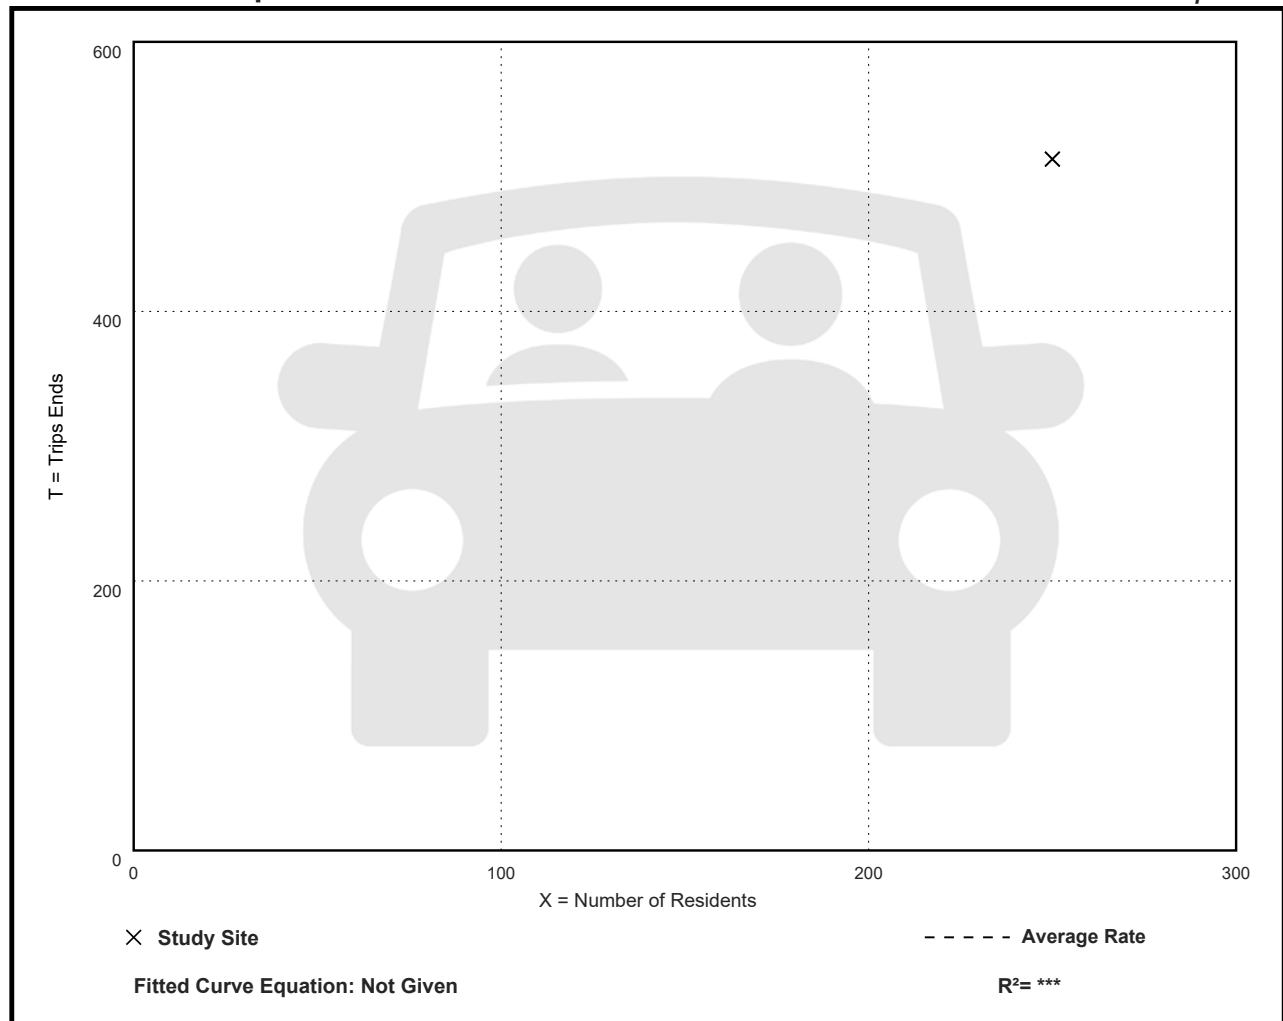 600
400
200
0
T = Trips Ends
0 100 200 300
X = Number of Residents
Study Site
Average Rate
Fitted Curve Equation: Not Given
R²= ***